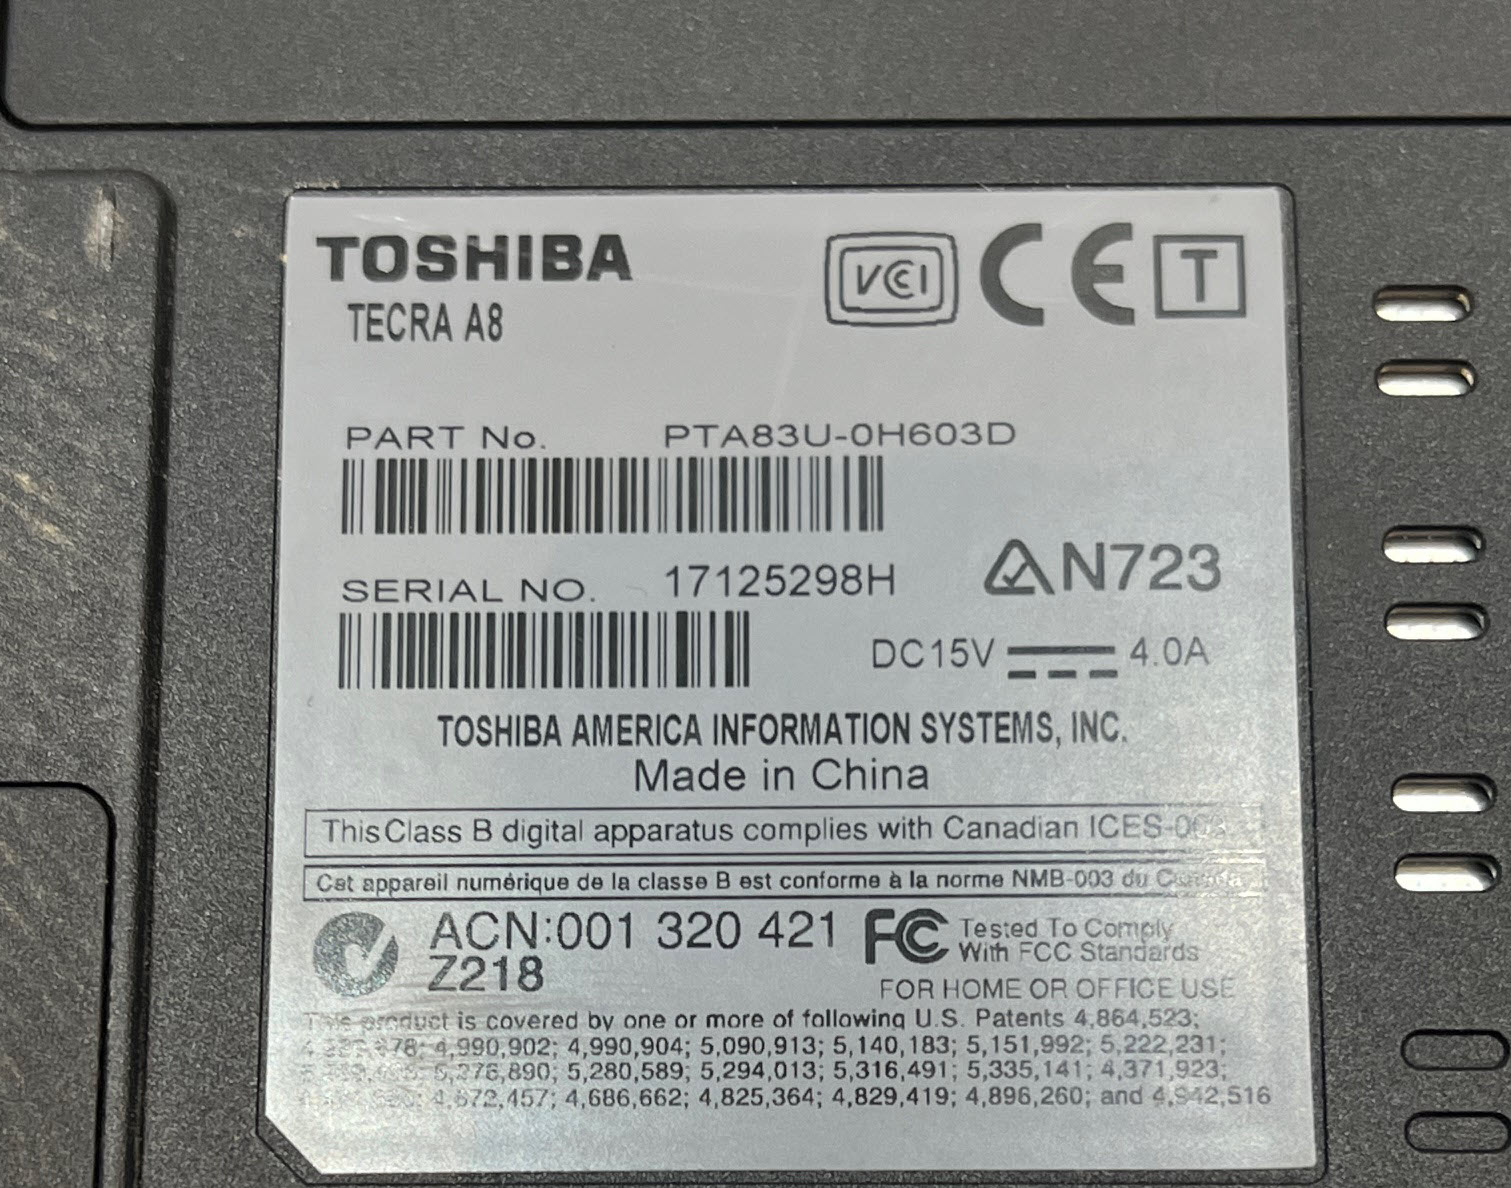 TOSHIBA
TECRA A8
VCCI
CE
T
PART No. PTA83U-0H603D
SERIAL NO. 17125298H
N723
DC15V 4.0A
TOSHIBA AMERICA INFORMATION SYSTEMS, INC.
Made in China
This Class B digital apparatus complies with Canadian
Cet appareil numérique de la classe B est conforme à la norme NMB-003 du
ACN:001 320 421
Z218
FC Tested To Comply
With FCC Standards
FOR HOME OR OFFICE USE
This product is covered by one or more of following U.S. Patents 4,864,523;
4,990,902; 4,990,904; 5,090,913; 5,140,183; 5,151,992; 5,222,231;
5,276,890; 5,280,589; 5,294,013; 5,316,491; 5,335,141; 4,371,923;
4,672,457; 4,686,662; 4,825,364; 4,829,419; 4,896,260; and 4,942,516